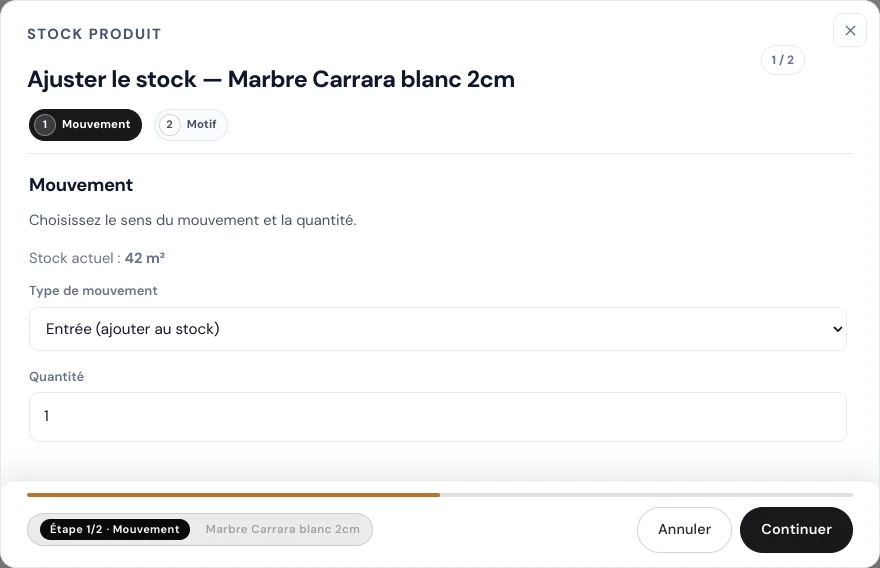 STOCK PRODUIT
1 / 2
Ajuster le stock — Marbre Carrara blanc 2cm
1 Mouvement 2 Motif
Mouvement
Choisissez le sens du mouvement et la quantité.
Stock actuel : 42 m²
Type de mouvement
Entrée (ajouter au stock)
Quantité
1
Étape 1/2 · Mouvement Marbre Carrara blanc 2cm Annuler Continuer